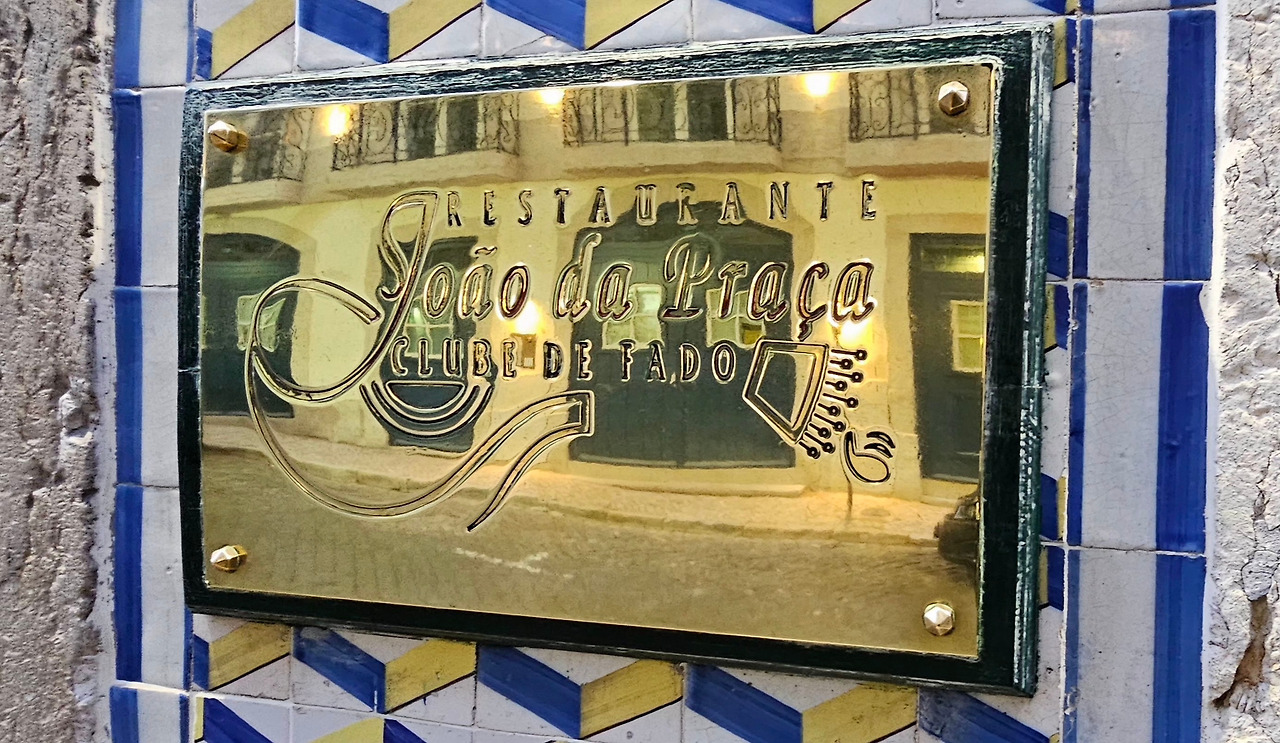 RESTAURANTE
João da Praça
CLUBE DE FADO